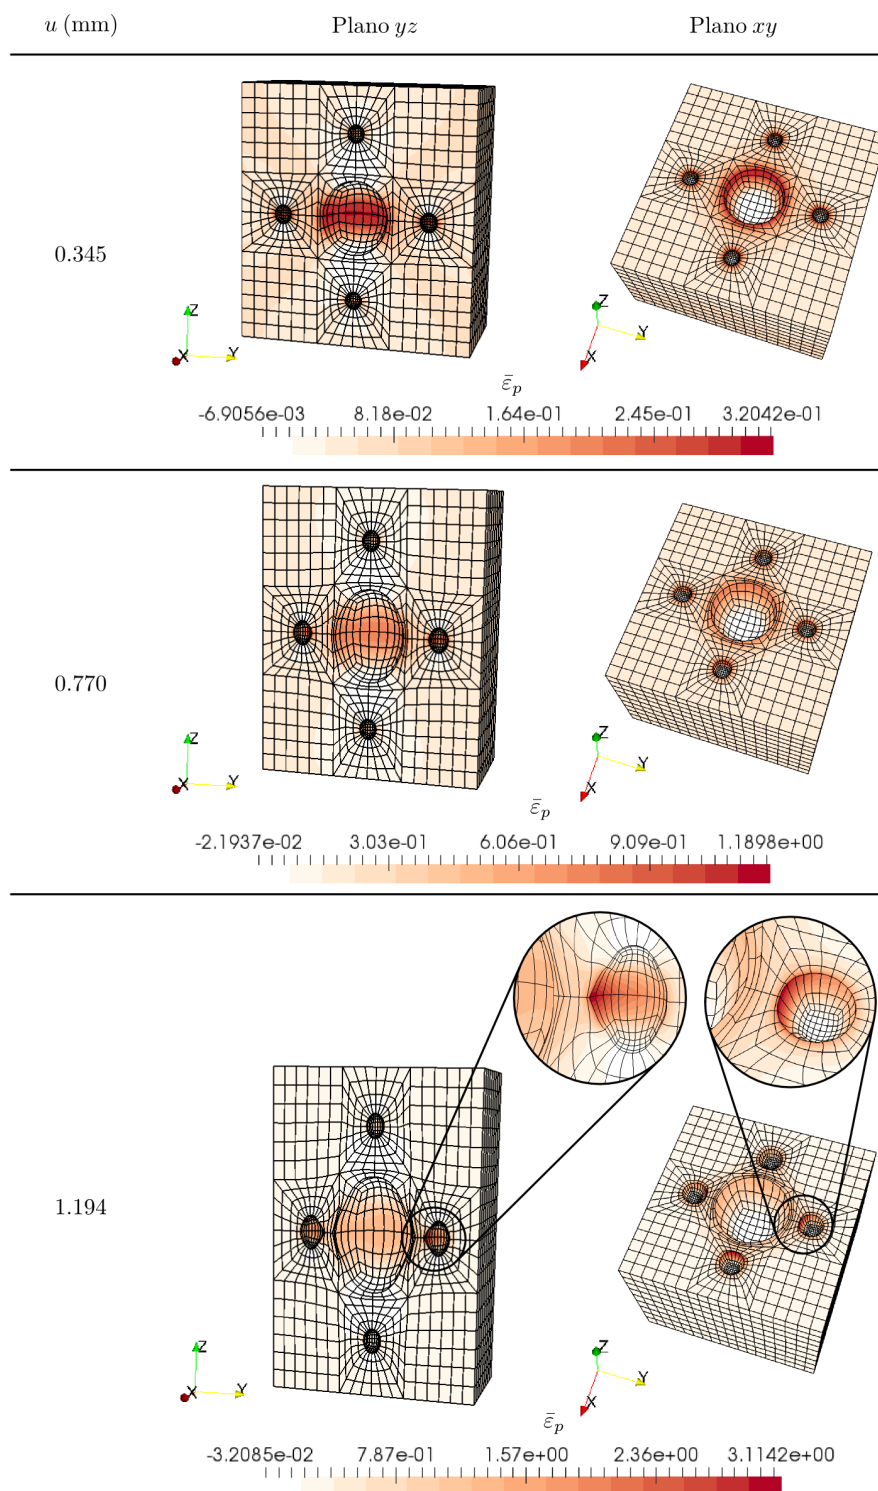 u (mm) Plano yz Plano xy
0.345
Z
X
Y
Z
Y
X
ε̄p
-6.9056e-03 8.18e-02 1.64e-01 2.45e-01 3.2042e-01
0.770
Z
X
Y
Z
Y
X
ε̄p
-2.1937e-02 3.03e-01 6.06e-01 9.09e-01 1.1898e+00
1.194
Z
X
Y
Z
Y
X
ε̄p
-3.2085e-02 7.87e-01 1.57e+00 2.36e+00 3.1142e+00